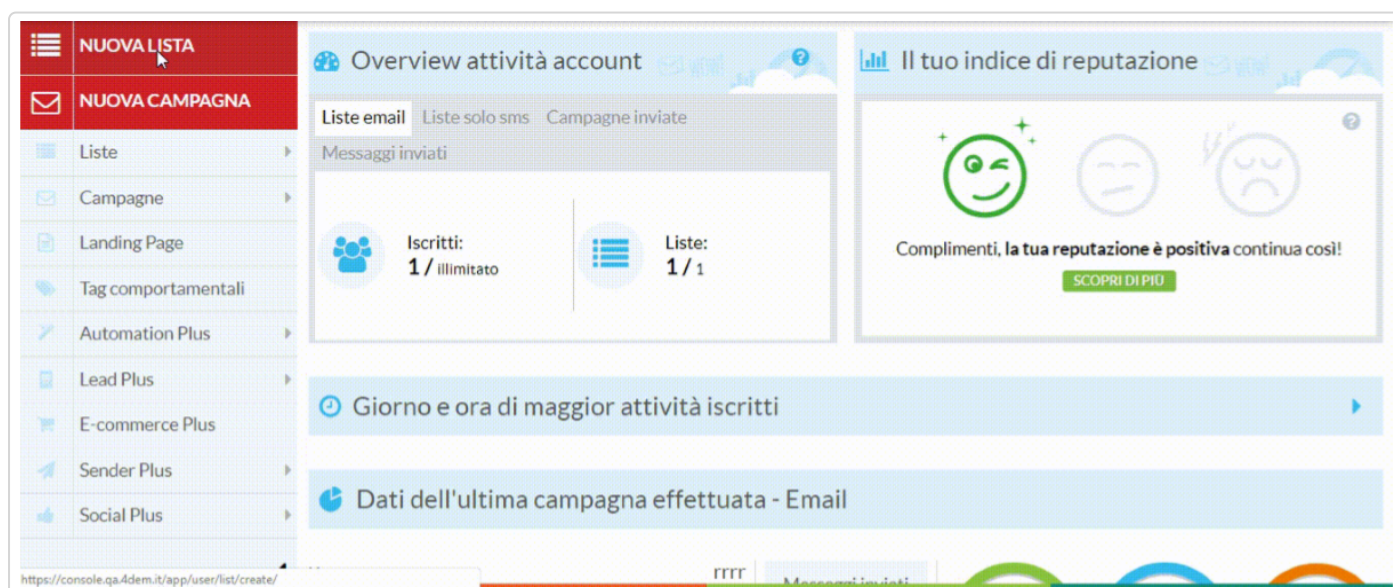 NUOVA LISTA
NUOVA CAMPAGNA
Liste
Campagne
Landing Page
Tag comportamentali
Automation Plus
Lead Plus
E-commerce Plus
Sender Plus
Social Plus
https://console.qa.4dem.it/app/user/list/create/
Overview attività account
Liste email Liste solo sms Campagne inviate
Messaggi inviati
Iscritti:
1 / illimitato
Liste:
1 / 1
Il tuo indice di reputazione
Complimenti, la tua reputazione è positiva continua così!
SCOPRI DI PIÙ
Giorno e ora di maggior attività iscritti
Dati dell'ultima campagna effettuata - Email
rrrr
Messaggi inviati